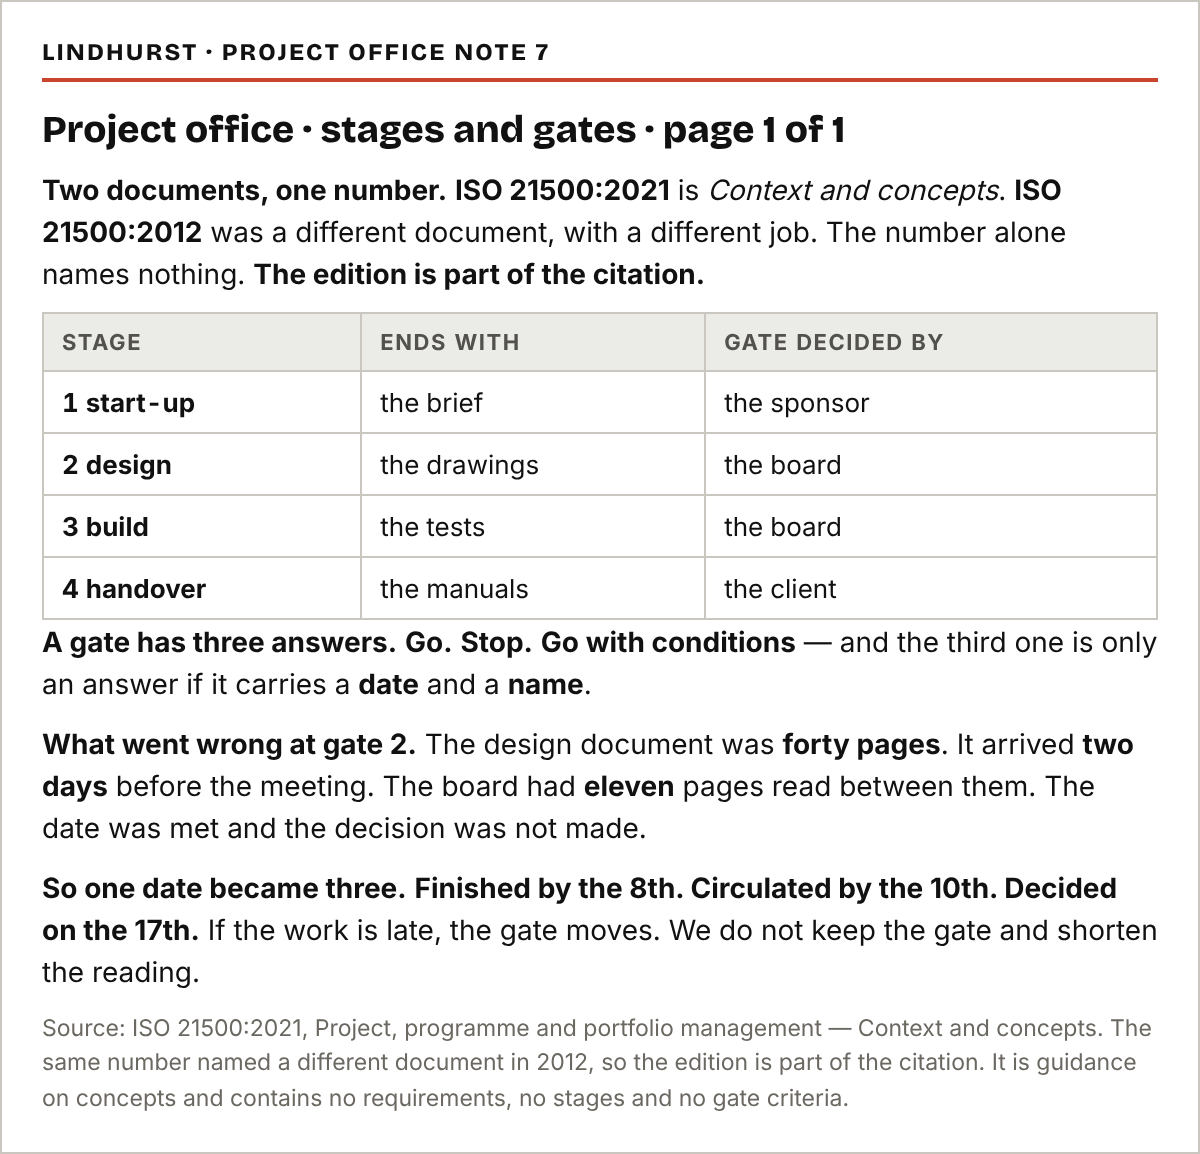 LINDHURST · PROJECT OFFICE NOTE 7
Project office · stages and gates · page 1 of 1
Two documents, one number. ISO 21500:2021 is Context and concepts. ISO
21500:2012 was a different document, with a different job. The number alone
names nothing. The edition is part of the citation.
STAGE ENDS WITH GATE DECIDED BY
1 start-up the brief the sponsor
2 design the drawings the board
3 build the tests the board
4 handover the manuals the client
A gate has three answers. Go. Stop. Go with conditions — and the third one is only
an answer if it carries a date and a name.
What went wrong at gate 2. The design document was forty pages. It arrived two
days before the meeting. The board had eleven pages read between them. The
date was met and the decision was not made.
So one date became three. Finished by the 8th. Circulated by the 10th. Decided
on the 17th. If the work is late, the gate moves. We do not keep the gate and shorten
the reading.
Source: ISO 21500:2021, Project, programme and portfolio management — Context and concepts. The
same number named a different document in 2012, so the edition is part of the citation. It is guidance
on concepts and contains no requirements, no stages and no gate criteria.